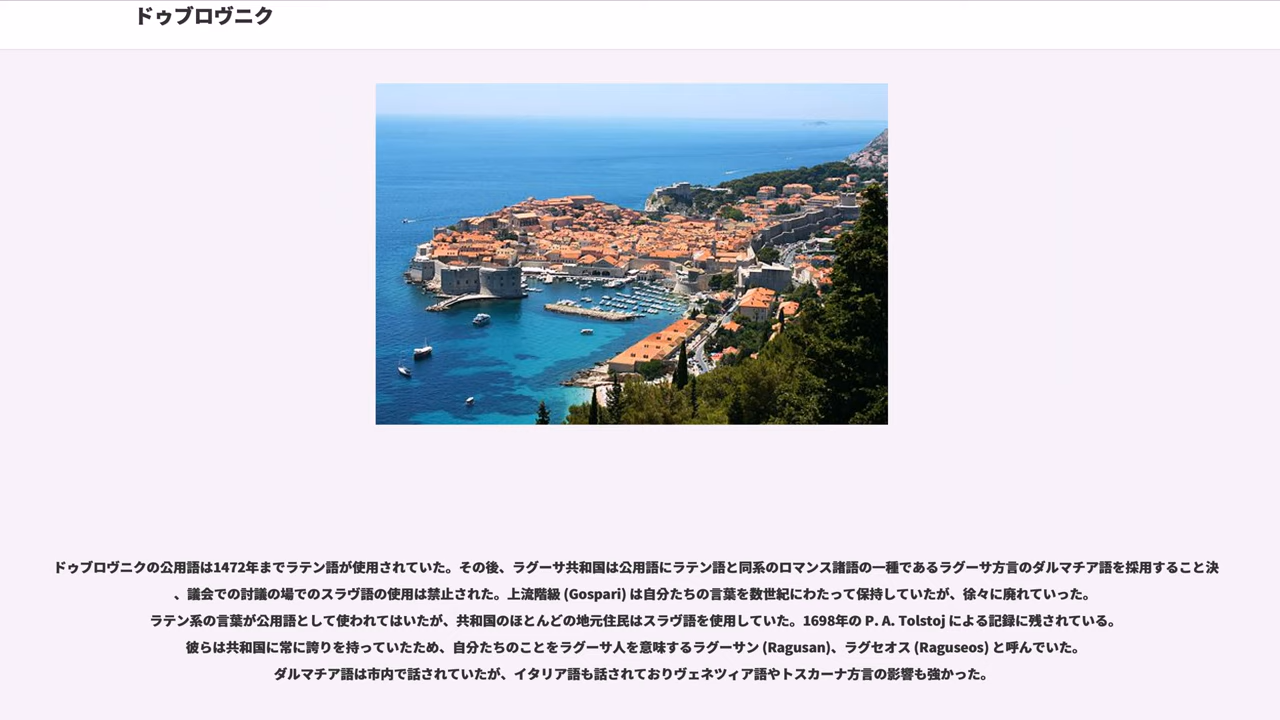 ドゥブロヴニク
ドゥブロヴニクの公用語は1472年までラテン語が使用されていた。その後、ラグーサ共和国は公用語にラテン語と同系のロマンス諸語の一種であるラグーサ方言のダルマチア語を採用すること決
、議会での討議の場でのスラヴ語の使用は禁止された。上流階級 (Gospari) は自分たちの言葉を数世紀にわたって保持していたが、徐々に廃れていった。
ラテン系の言葉が公用語として使われてはいたが、共和国のほとんどの地元住民はスラヴ語を使用していた。1698年の P. A. Tolstoj による記録に残されている。
彼らは共和国に常に誇りを持っていたため、自分たちのことをラグーサ人を意味するラグーサン (Ragusan)、ラグセオス (Raguseos) と呼んでいた。
ダルマチア語は市内で話されていたが、イタリア語も話されておりヴェネツィア語やトスカーナ方言の影響も強かった。